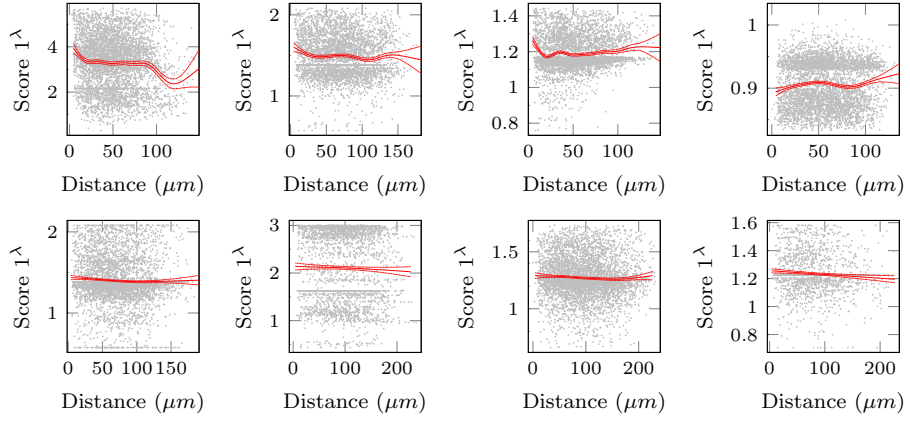 Score 1^λ
4
2
0 50 100
Distance (μm)
Score 1^λ
2
1
0 50 100 150
Distance (μm)
Score 1^λ
1.4
1.2
1
0.8
0 50 100
Distance (μm)
Score 1^λ
1
0.9
0 50 100
Distance (μm)
Score 1^λ
2
1
0 50 100 150
Distance (μm)
Score 1^λ
3
2
1
0 100 200
Distance (μm)
Score 1^λ
1.5
1
0 100 200
Distance (μm)
Score 1^λ
1.6
1.4
1.2
1
0.8
0 100 200
Distance (μm)